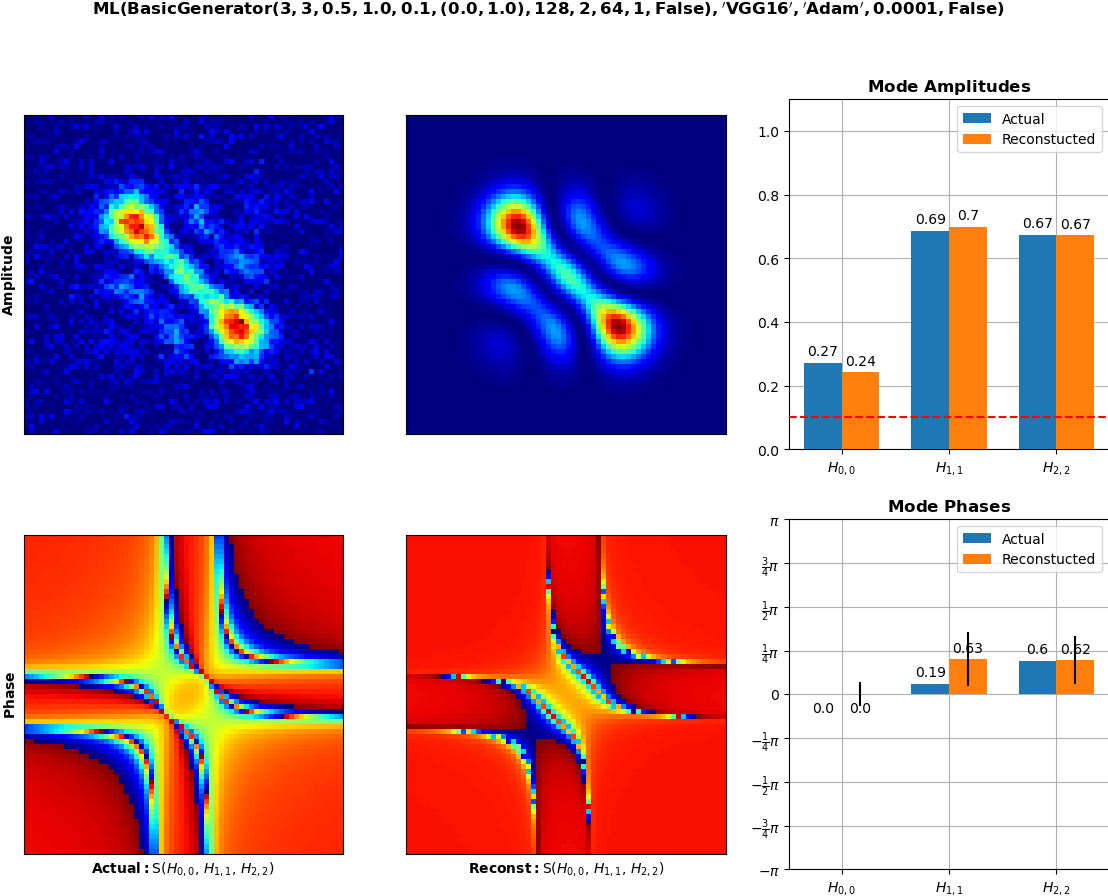 ML(BasicGenerator(3, 3, 0.5, 1.0, 0.1, (0.0, 1.0), 128, 2, 64, 1, False), ′VGG16′, ′Adam′, 0.0001, False)
Mode Amplitudes
Actual
Reconstucted
1.0
0.8
0.6
0.4
0.2
0.0
0.27
0.24
0.69
0.7
0.67
0.67
H₀,₀
H₁,₁
H₂,₂
Amplitude
Mode Phases
Actual
Reconstucted
π
3/4π
1/2π
1/4π
0
−1/4π
−1/2π
−3/4π
−π
0.0
0.0
0.19
0.63
0.6
0.62
H₀,₀
H₁,₁
H₂,₂
Phase
Actual: S(H₀,₀, H₁,₁, H₂,₂)
Reconst: S(H₀,₀, H₁,₁, H₂,₂)